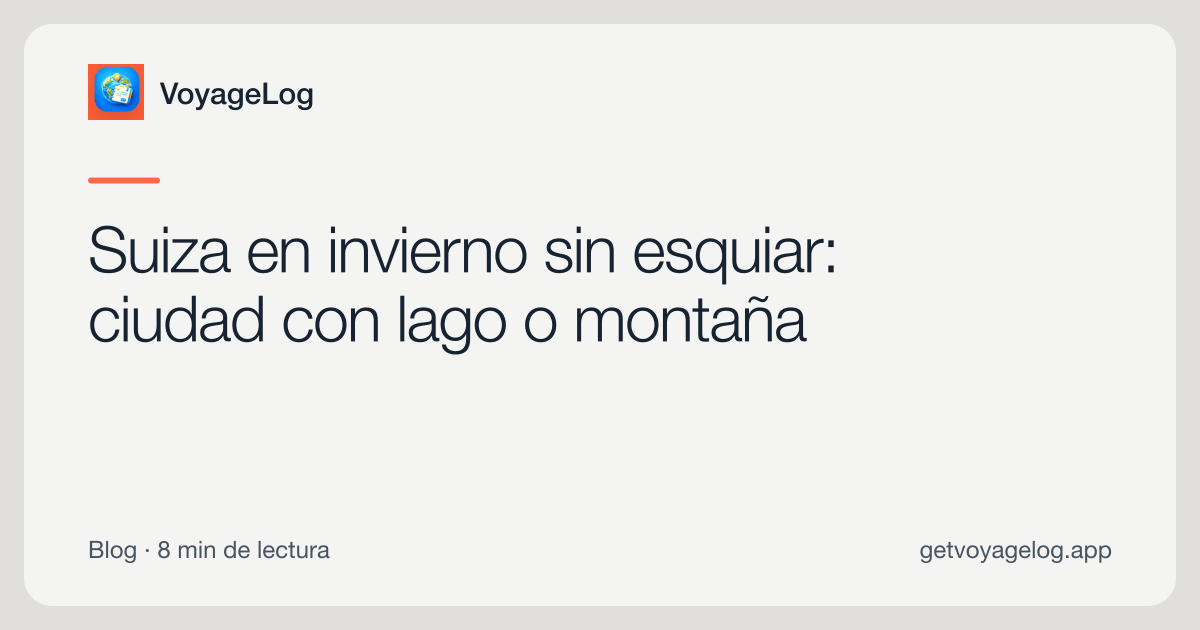 VoyageLog
Suiza en invierno sin esquiar:
ciudad con lago o montaña
Blog · 8 min de lectura
getvoyagelog.app